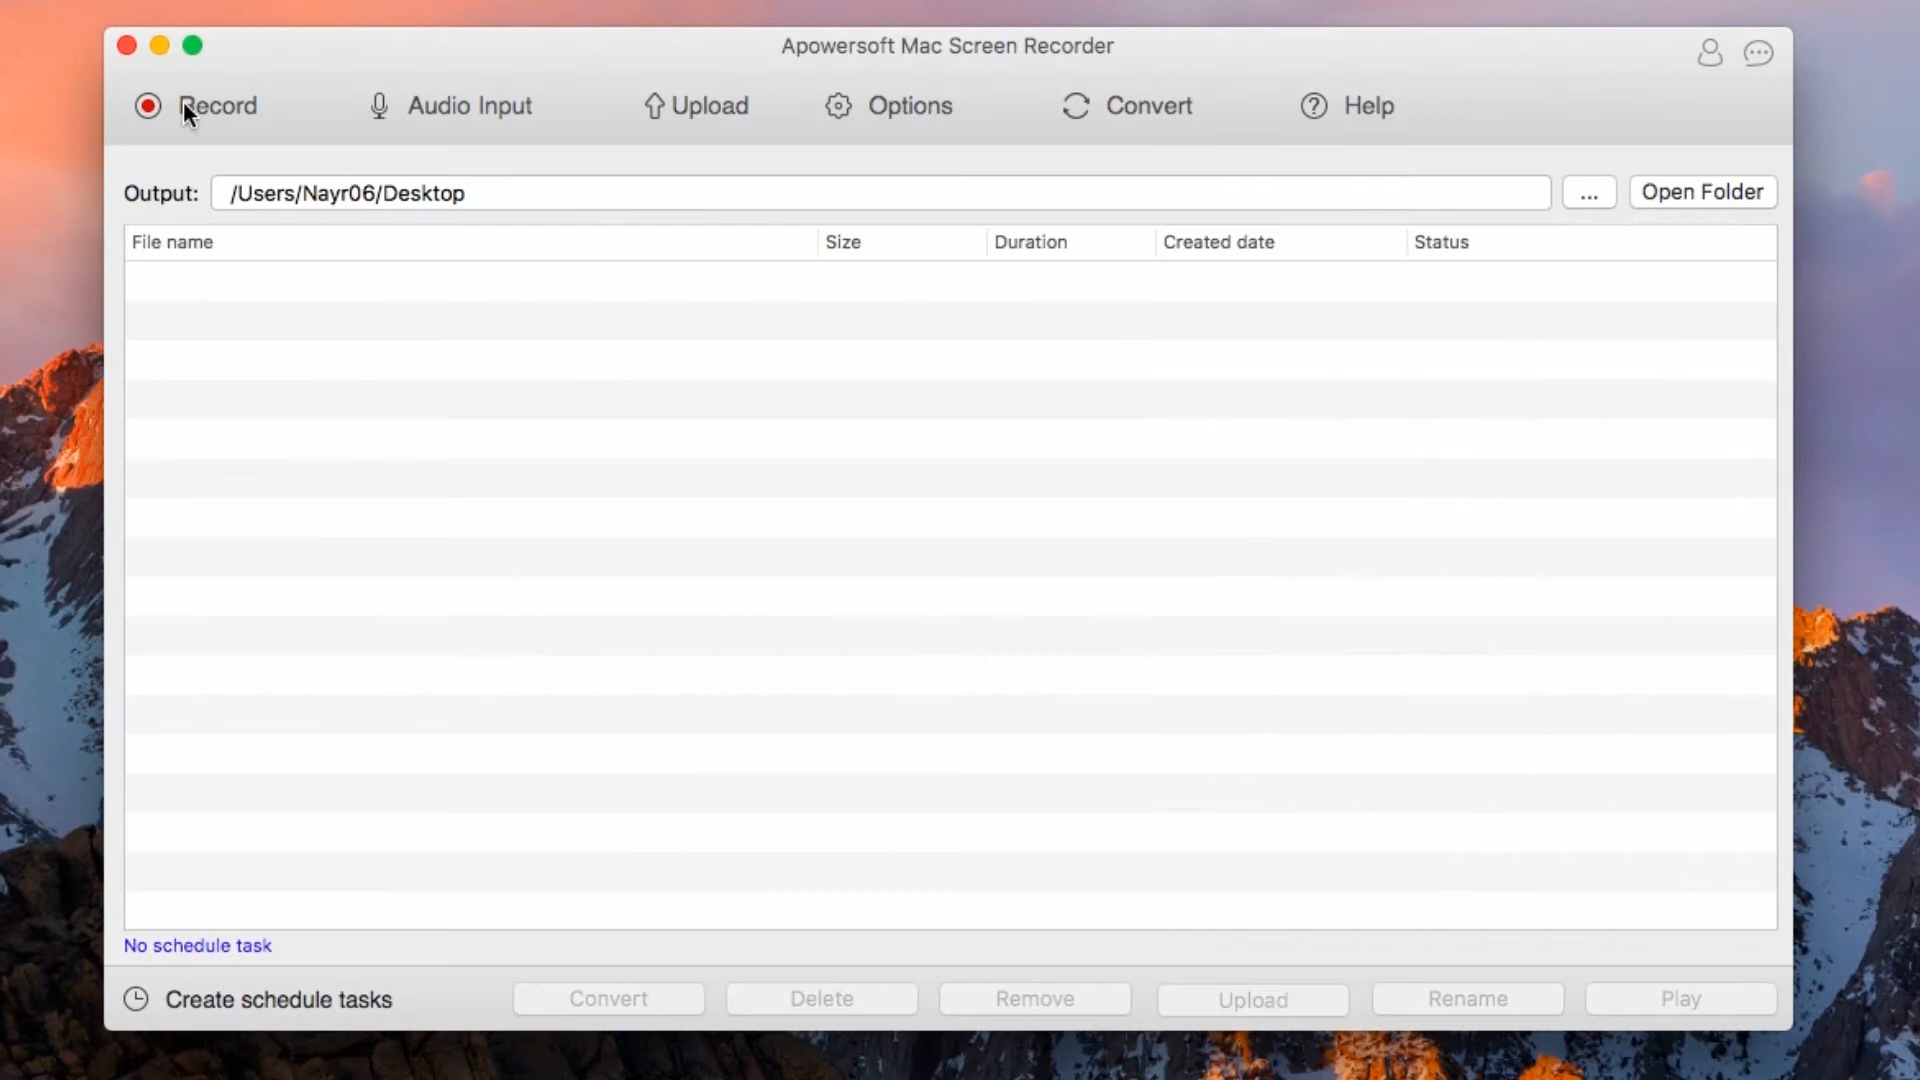 Apowersoft Mac Screen Recorder
Record Audio Input Upload Options Convert Help
Output: /Users/Nayr06/Desktop ... Open Folder
File name Size Duration Created date Status
No schedule task
Create schedule tasks Convert Delete Remove Upload Rename Play